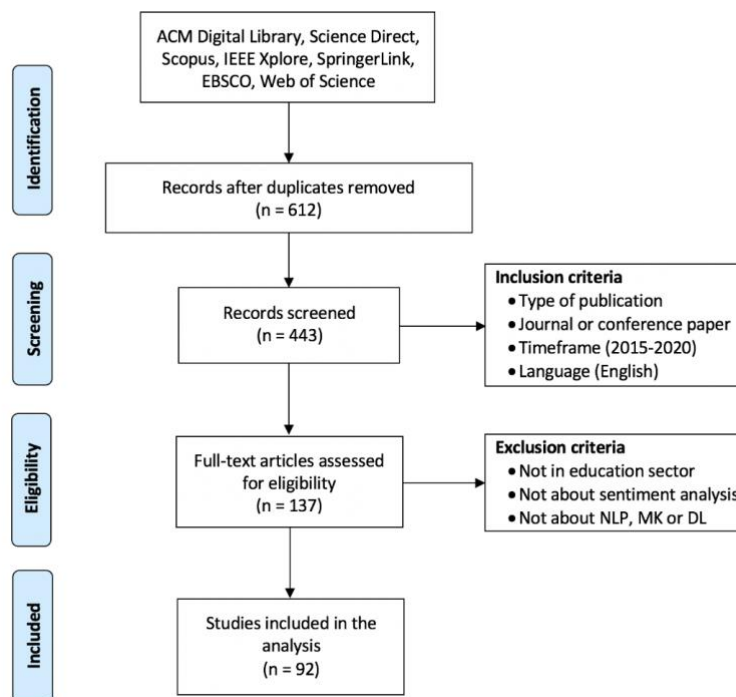 ACM Digital Library, Science Direct,
Scopus, IEEE Xplore, SpringerLink,
EBSCO, Web of Science
Identification
Records after duplicates removed
(n = 612)
Screening
Records screened
(n = 443)
Inclusion criteria
• Type of publication
• Journal or conference paper
• Timeframe (2015-2020)
• Language (English)
Eligibility
Full-text articles assessed
for eligibility
(n = 137)
Exclusion criteria
• Not in education sector
• Not about sentiment analysis
• Not about NLP, MK or DL
Included
Studies included in the
analysis
(n = 92)